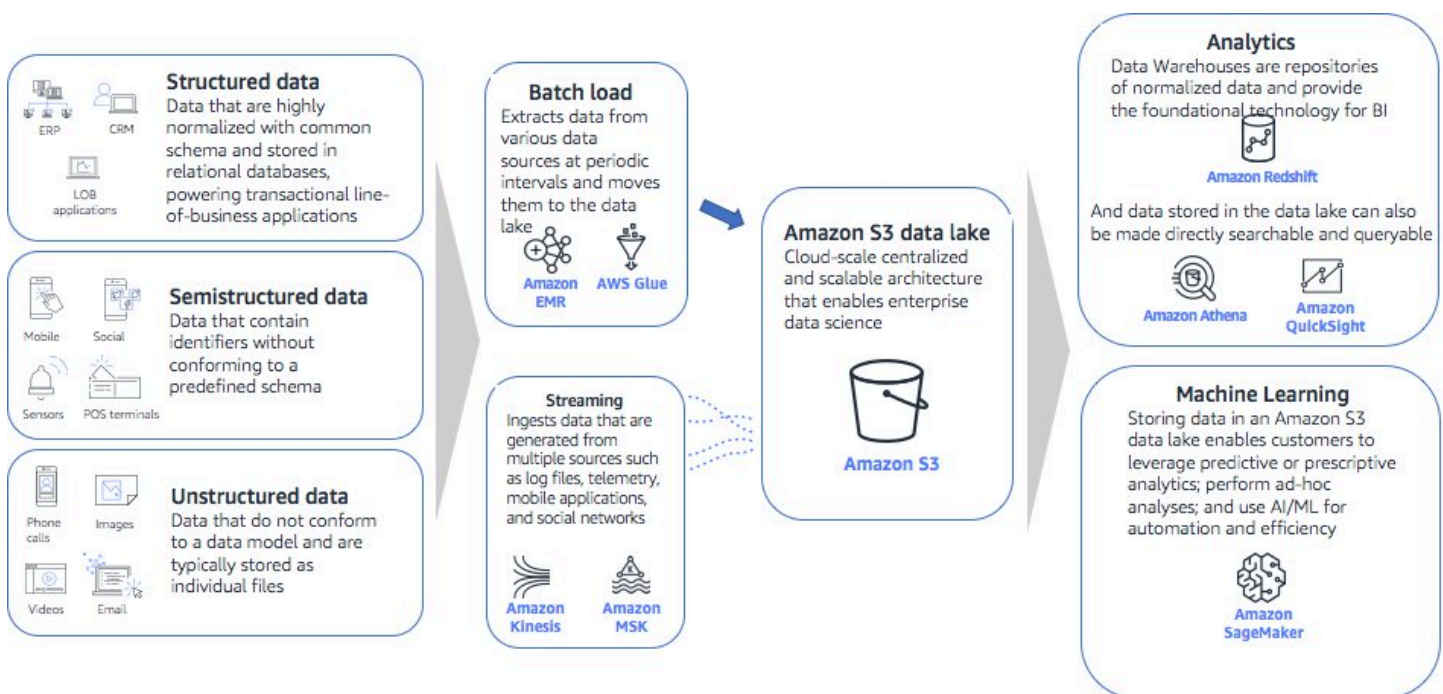 Structured data
Data that are highly
normalized with common
schema and stored in
relational databases,
powering transactional line-
of-business applications
ERP
CRM
LOB
applications
Semistructured data
Data that contain
identifiers without
conforming to a
predefined schema
Mobile
Social
Sensors
POS terminals
Unstructured data
Data that do not conform
to a data model and are
typically stored as
individual files
Phone
calls
Images
Videos
Email
Batch load
Extracts data from
various data
sources at periodic
intervals and moves
them to the data
lake
Amazon
EMR
AWS Glue
Streaming
Ingests data that are
generated from
multiple sources such
as log files, telemetry,
mobile applications,
and social networks
Amazon
Kinesis
Amazon
MSK
Amazon S3 data lake
Cloud-scale centralized
and scalable architecture
that enables enterprise
data science
Amazon S3
Analytics
Data Warehouses are repositories
of normalized data and provide
the foundational technology for BI
Amazon Redshift
And data stored in the data lake can also
be made directly searchable and queryable
Amazon Athena
Amazon
QuickSight
Machine Learning
Storing data in an Amazon S3
data lake enables customers to
leverage predictive or prescriptive
analytics; perform ad-hoc
analyses; and use AI/ML for
automation and efficiency
Amazon
SageMaker